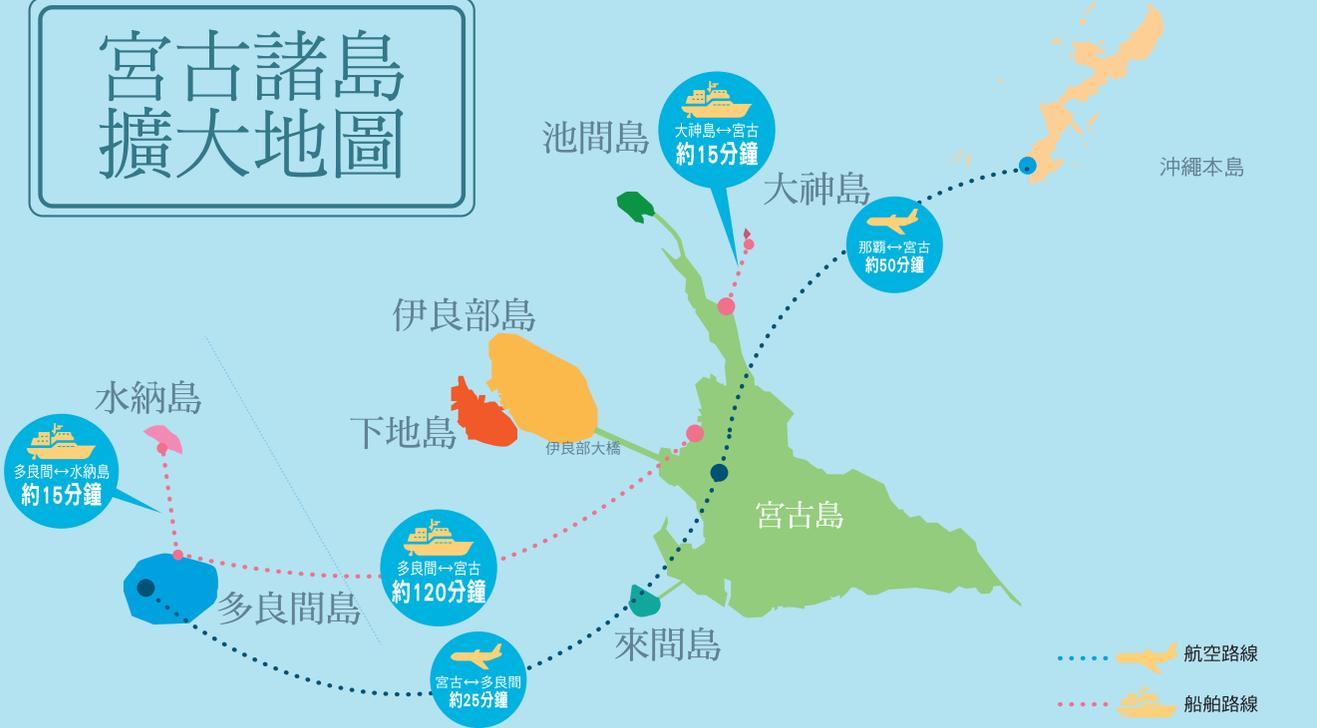 宮古諸島
擴大地圖
池間島
大神島↔宮古
約15分鐘
大神島
沖繩本島
那覇↔宮古
約50分鐘
伊良部島
水納島
下地島
伊良部大橋
多良間↔水納島
約15分鐘
宮古島
多良間↔宮古
約120分鐘
多良間島
來間島
宮古↔多良間
約25分鐘
航空路線
船舶路線